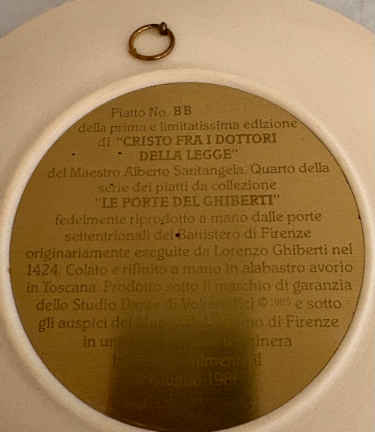 Piatto No. BB
della prima e limitatissima edizione
di "CRISTO FRA I DOTTORI
DELLA LEGGE"
del Maestro Alberto Santangela. Quarto della
serie dei piatti da collezione
"LE PORTE DEL GHIBERTI"
fedelmente riprodotto a mano dalle porte
settentrionali del Battistero di Firenze
originariamente eseguite da Lorenzo Ghiberti nel
1424. Colato e rifinito a mano in alabastro avorio
in Toscana. Prodotto sotto il marchio di garanzia
dello Studio Dante di e sotto
gli auspici del di Firenze
in